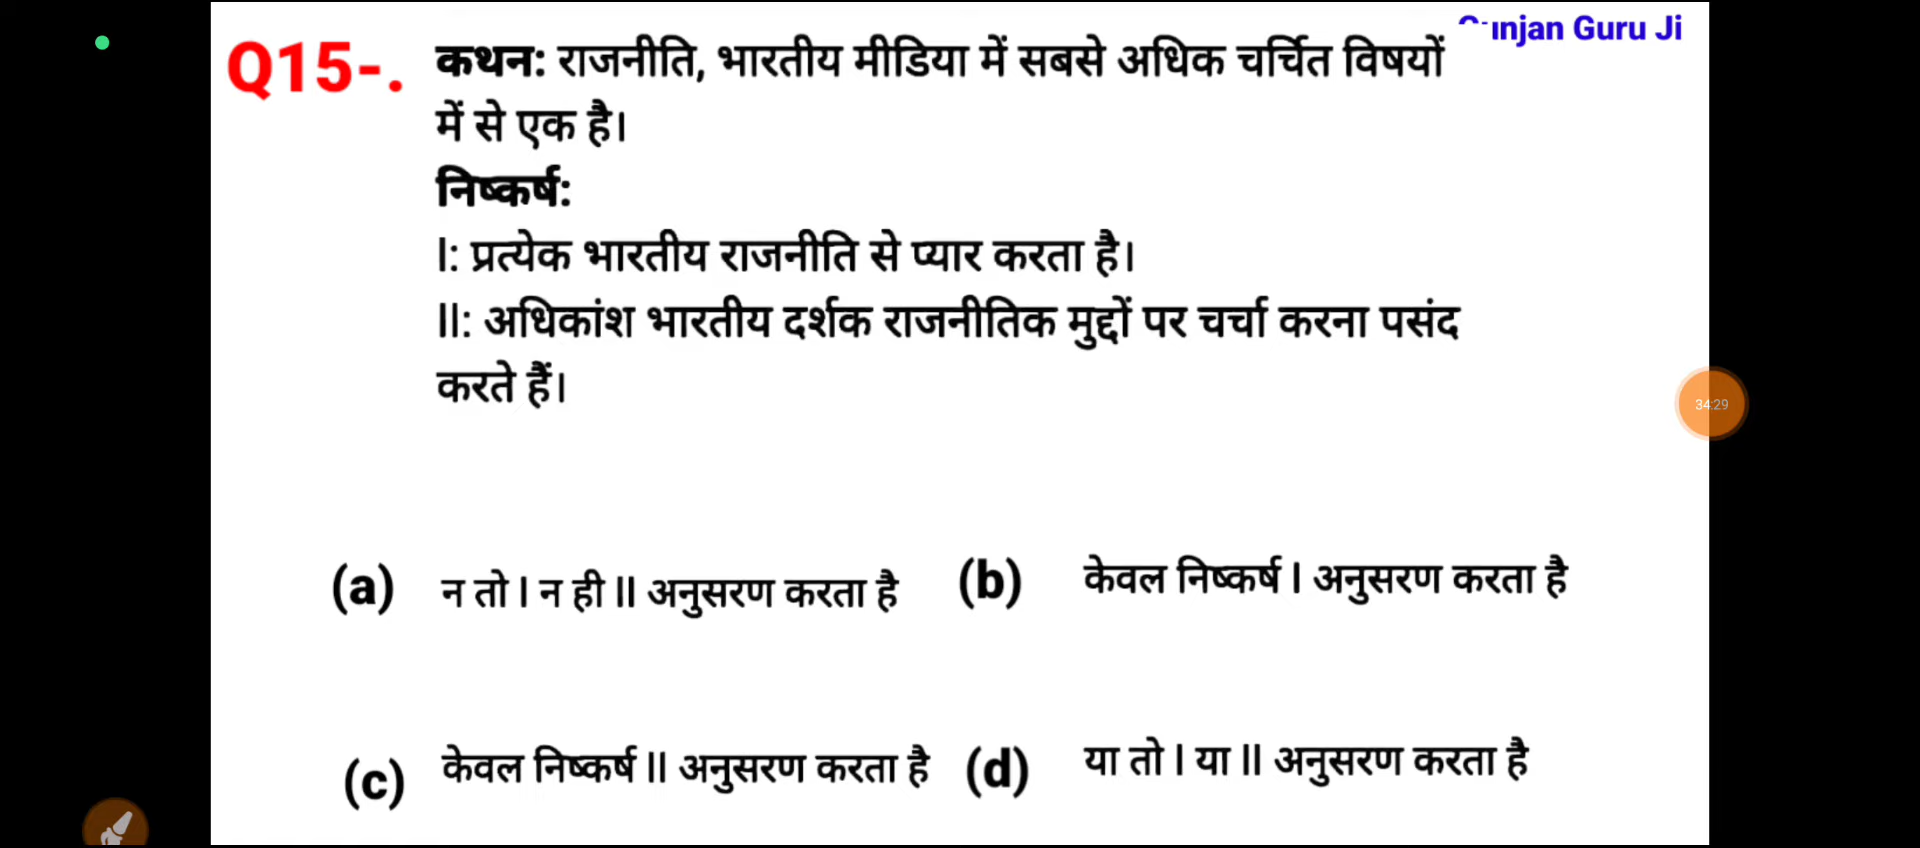 Guru Ji
Q15-. कथन: राजनीति, भारतीय मीडिया में सबसे अधिक चर्चित विषयों
में से एक है।
निष्कर्ष:
I: प्रत्येक भारतीय राजनीति से प्यार करता है।
II: अधिकांश भारतीय दर्शक राजनीतिक मुद्दों पर चर्चा करना पसंद
करते हैं।
34:29
(a) न तो I न ही II अनुसरण करता है (b) केवल निष्कर्ष I अनुसरण करता है
(c) केवल निष्कर्ष II अनुसरण करता है (d) या तो I या II अनुसरण करता है